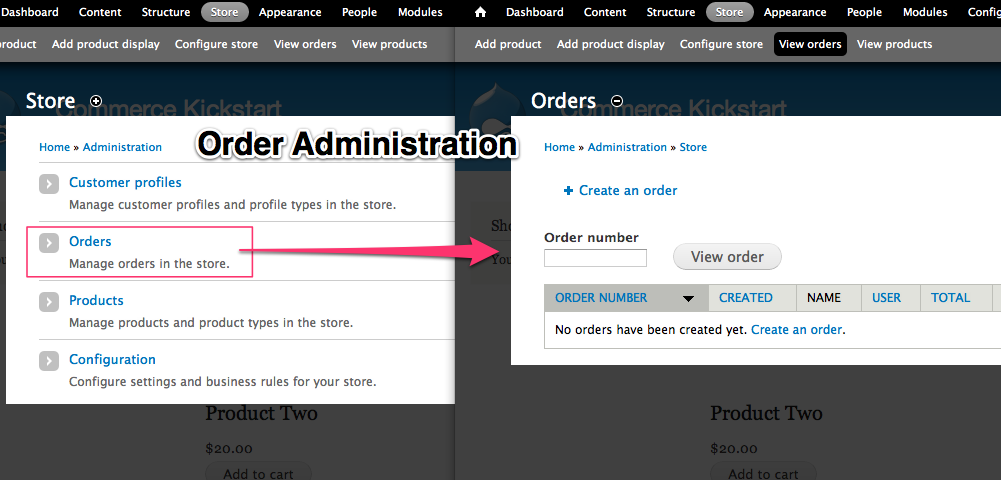 Dashboard Content Structure Store Appearance People Modules
roduct Add product display Configure store View orders View products
Store
Commerce Kickstart
Order Administration
Home » Administration
Customer profiles
Manage customer profiles and profile types in the store.
Orders
Manage orders in the store.
Products
Manage products and product types in the store.
Configuration
Configure settings and business rules for your store.
Product Two
$20.00
Add to cart
Dashboard Content Structure Store Appearance People Modules Config
Add product Add product display Configure store View orders View products
Orders
Commerce Kickstart
Home » Administration » Store
Create an order
Order number
View order
ORDER NUMBER CREATED NAME USER TOTAL
No orders have been created yet. Create an order.
Product Two
$20.00
Add to cart